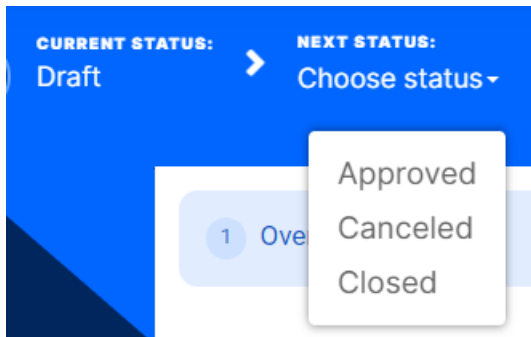 CURRENT STATUS:
Draft
NEXT STATUS:
Choose status
Approved
Canceled
Closed
1